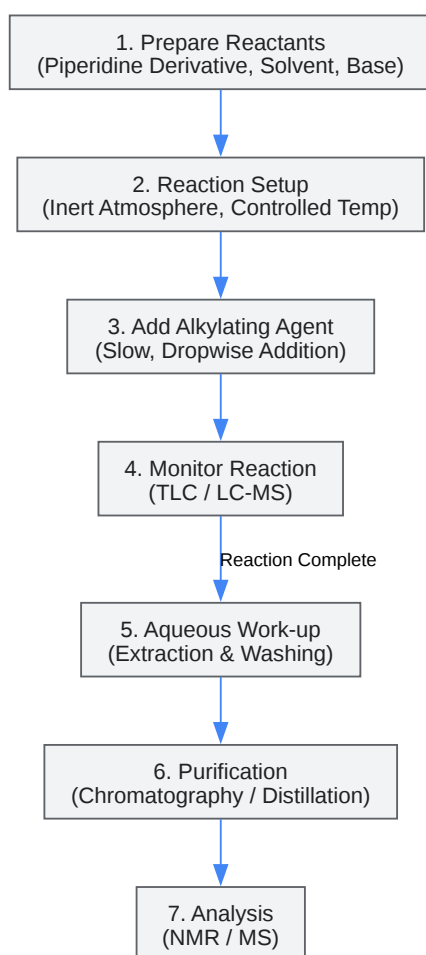 1. Prepare Reactants
(Piperidine Derivative, Solvent, Base)
2. Reaction Setup
(Inert Atmosphere, Controlled Temp)
3. Add Alkylating Agent
(Slow, Dropwise Addition)
4. Monitor Reaction
(TLC / LC-MS)
Reaction Complete
5. Aqueous Work-up
(Extraction & Washing)
6. Purification
(Chromatography / Distillation)
7. Analysis
(NMR / MS)